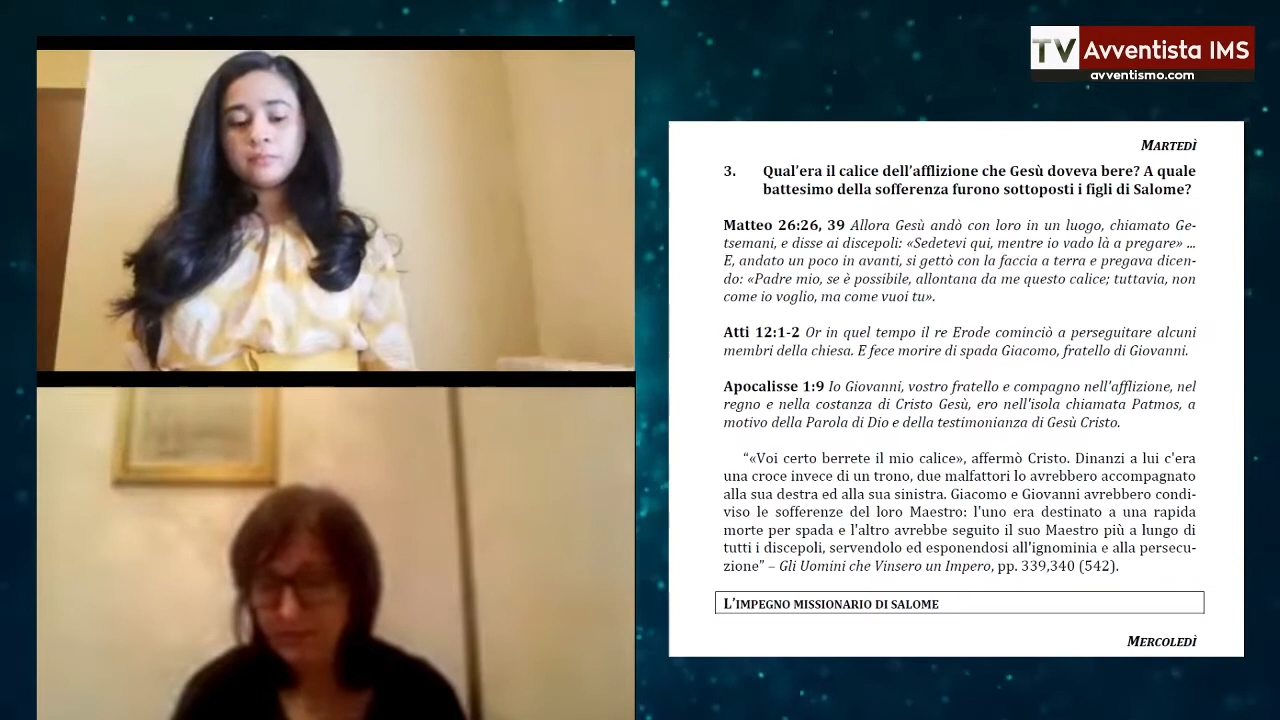 TV Avventista IMS
avventismo.com
MARTEDÌ
3. Qual'era il calice dell'afflizione che Gesù doveva bere? A quale
battesimo della sofferenza furono sottoposti i figli di Salome?
Matteo 26:26, 39 Allora Gesù andò con loro in un luogo, chiamato Ge-
tsemani, e disse ai discepoli: «Sedetevi qui, mentre io vado là a pregare» ...
E, andato un poco in avanti, si gettò con la faccia a terra e pregava dicen-
do: «Padre mio, se è possibile, allontana da me questo calice; tuttavia, non
come io voglio, ma come vuoi tu».
Atti 12:1-2 Or in quel tempo il re Erode cominciò a perseguitare alcuni
membri della chiesa. E fece morire di spada Giacomo, fratello di Giovanni.
Apocalisse 1:9 Io Giovanni, vostro fratello e compagno nell'afflizione, nel
regno e nella costanza di Cristo Gesù, ero nell'isola chiamata Patmos, a
motivo della Parola di Dio e della testimonianza di Gesù Cristo.
“«Voi certo berrete il mio calice», affermò Cristo. Dinanzi a lui c'era
una croce invece di un trono, due malfattori lo avrebbero accompagnato
alla sua destra ed alla sua sinistra. Giacomo e Giovanni avrebbero condi-
viso le sofferenze del loro Maestro: l'uno era destinato a una rapida
morte per spada e l'altro avrebbe seguito il suo Maestro più a lungo di
tutti i discepoli, servendolo ed esponendosi all'ignominia e alla persecu-
zione” – Gli Uomini che Vinsero un Impero, pp. 339,340 (542).
L'IMPEGNO MISSIONARIO DI SALOME
MERCOLEDÌ